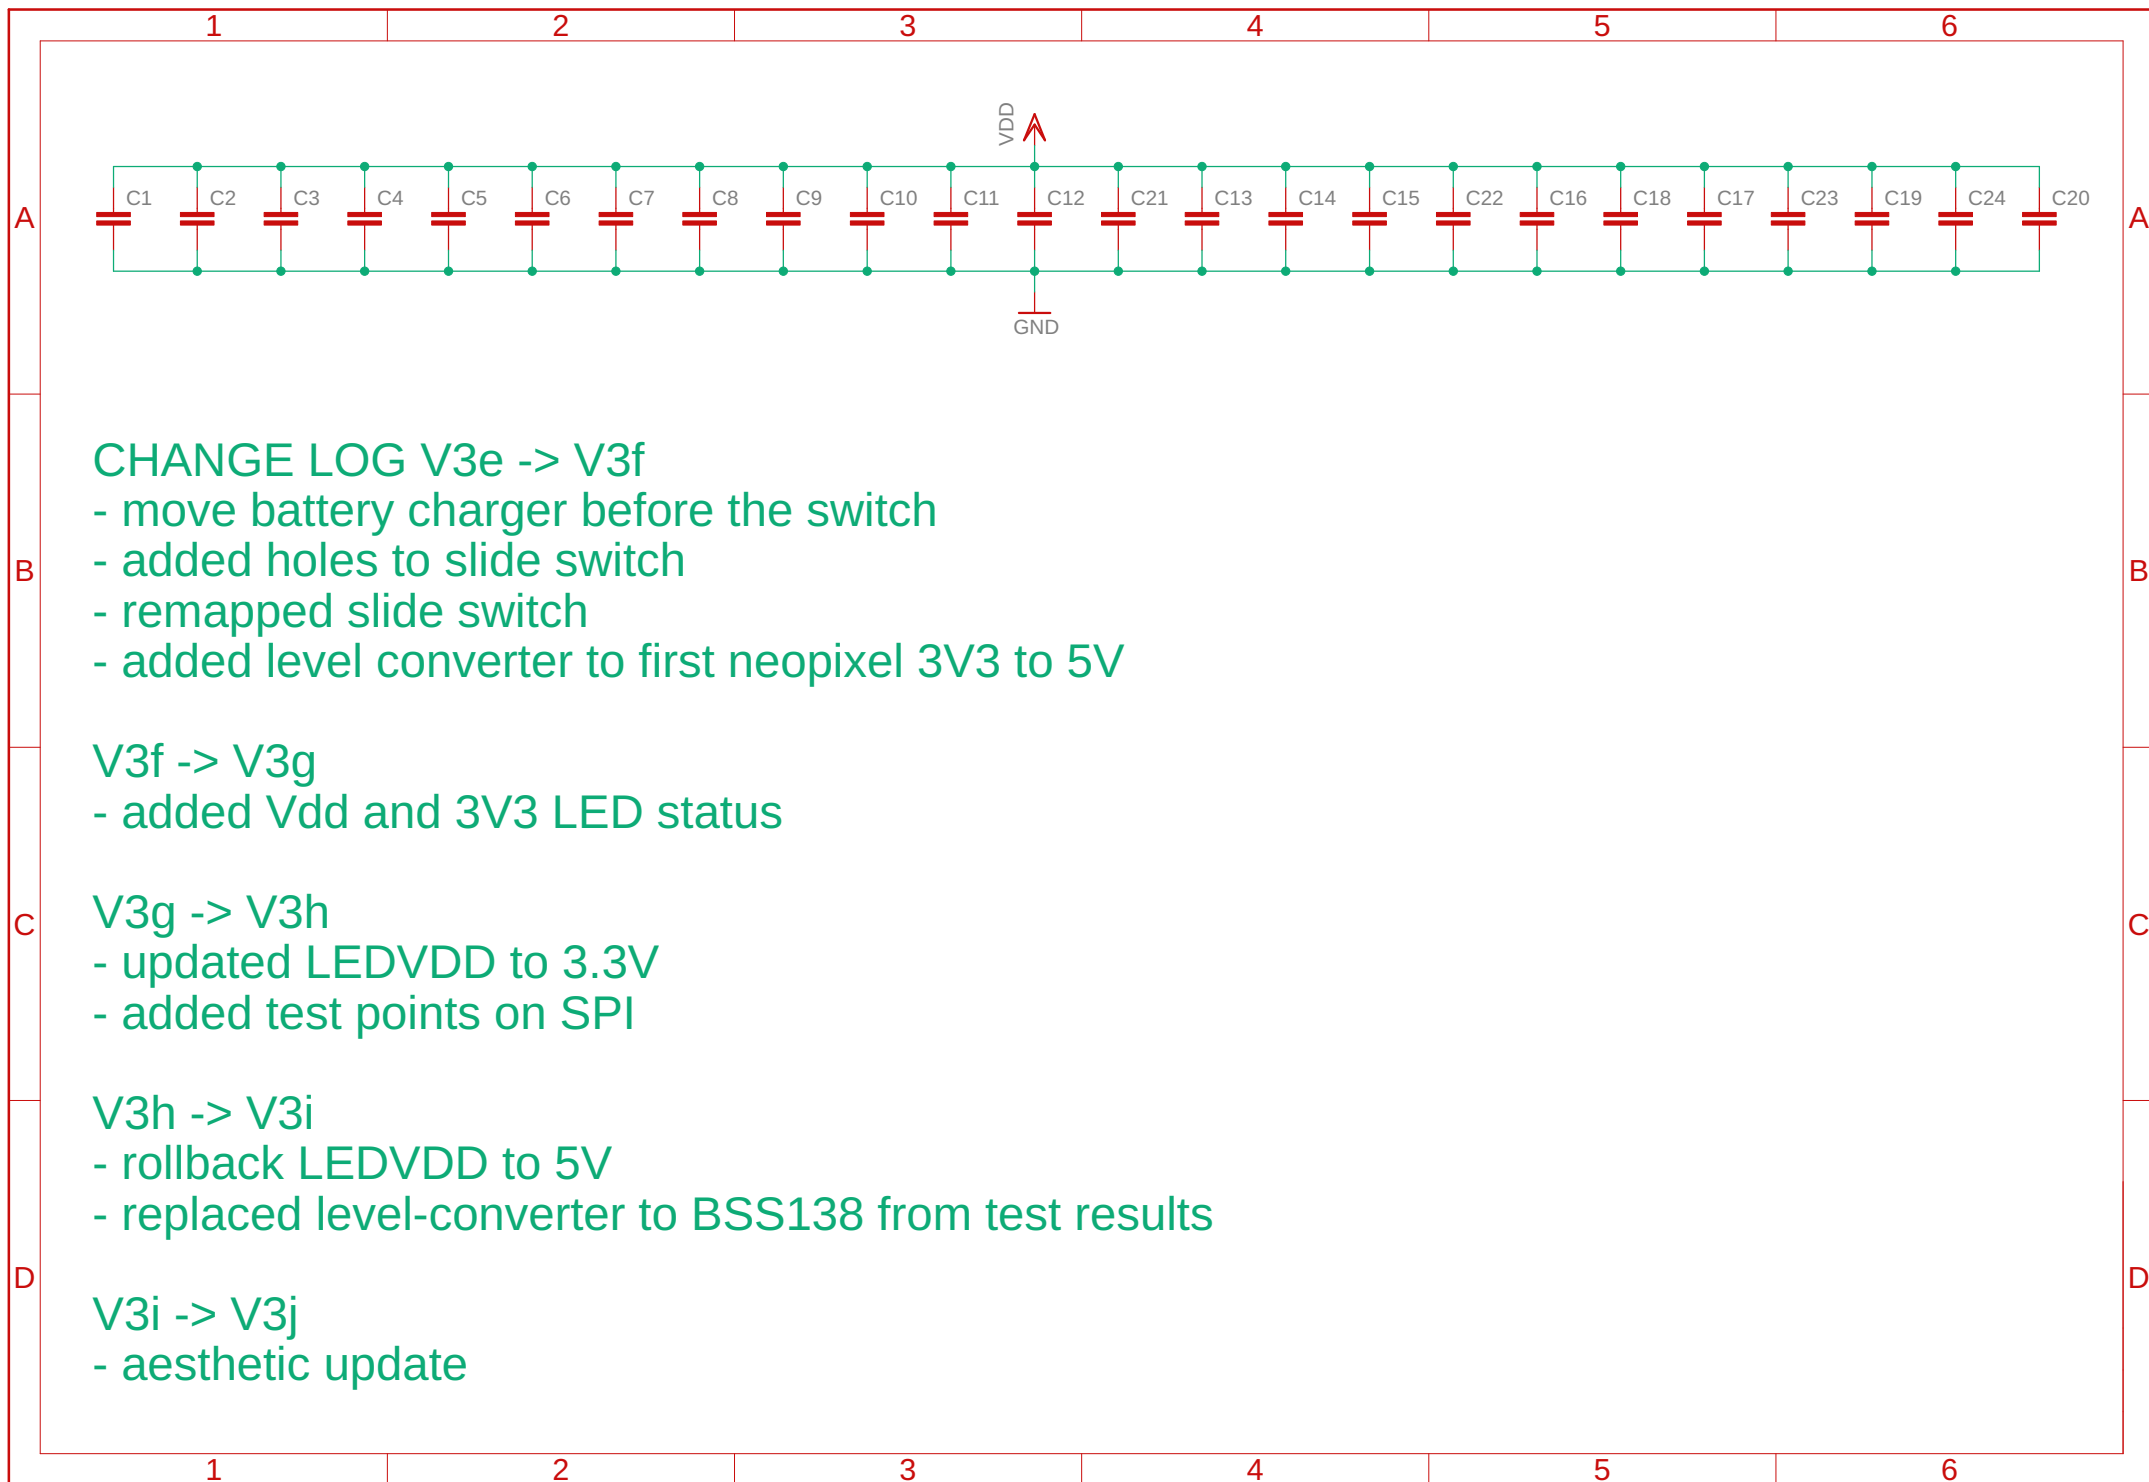 1 2 3 4 5 6
VDD
C1 C2 C3 C4 C5 C6 C7 C8 C9 C10 C11 C12 C21 C13 C14 C15 C22 C16 C18 C17 C23 C19 C24 C20
A A
GND
CHANGE LOG V3e -> V3f
- move battery charger before the switch
- added holes to slide switch
B B
- remapped slide switch
- added level converter to first neopixel 3V3 to 5V
V3f -> V3g
- added Vdd and 3V3 LED status
V3g -> V3h
C C
- updated LEDVDD to 3.3V
- added test points on SPI
V3h -> V3i
- rollback LEDVDD to 5V
- replaced level-converter to BSS138 from test results
D D
V3i -> V3j
- aesthetic update
1 2 3 4 5 6